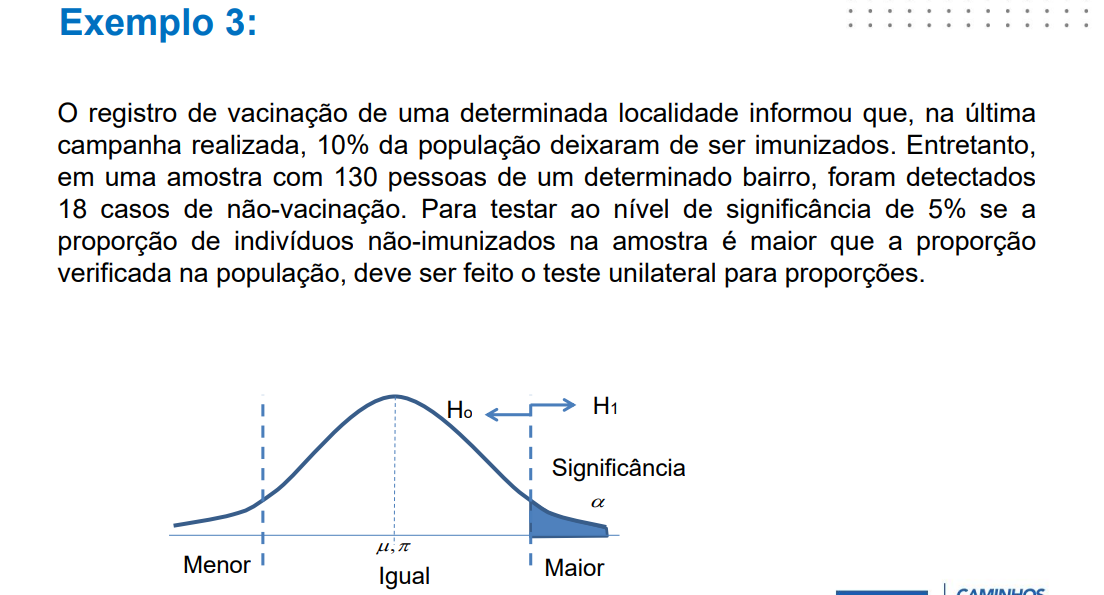 Exemplo 3:
O registro de vacinação de uma determinada localidade informou que, na última
campanha realizada, 10% da população deixaram de ser imunizados. Entretanto,
em uma amostra com 130 pessoas de um determinado bairro, foram detectados
18 casos de não-vacinação. Para testar ao nível de significância de 5% se a
proporção de indivíduos não-imunizados na amostra é maior que a proporção
verificada na população, deve ser feito o teste unilateral para proporções.
Ho H1
Significância
α
μ, π
Menor Igual Maior
CAMINHOS